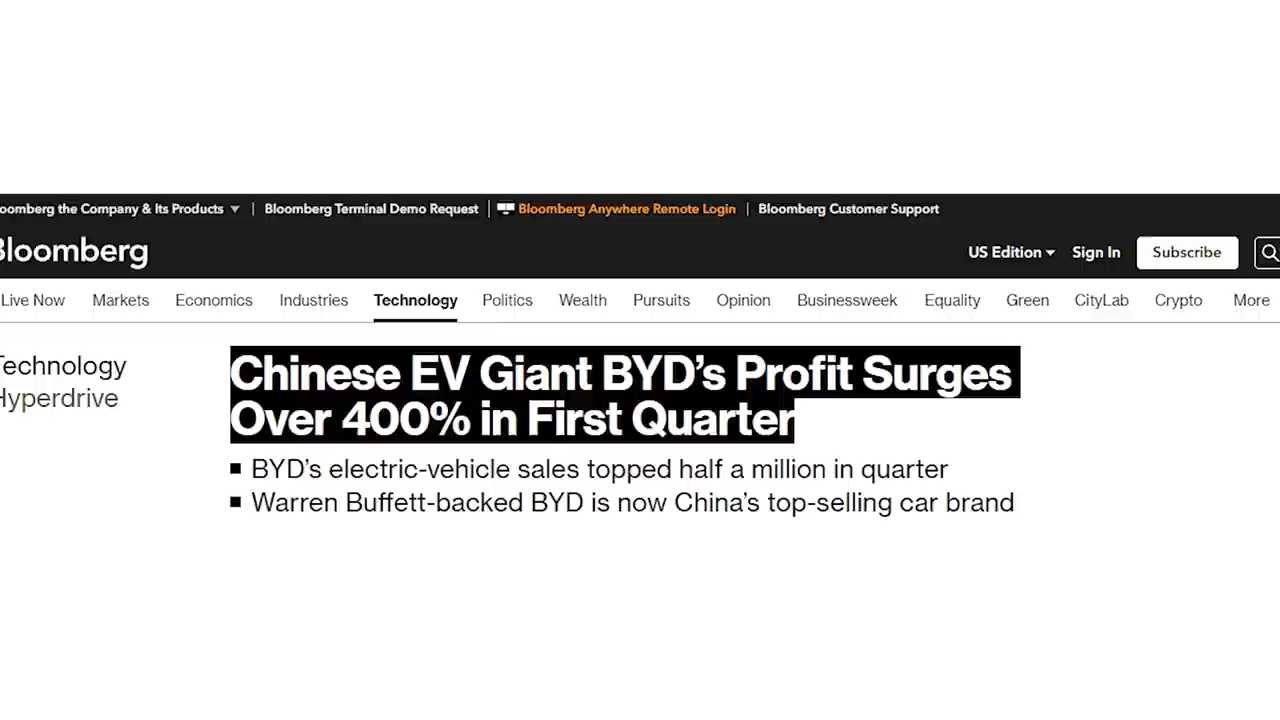 oomberg the Company & Its Products ▼ | Bloomberg Terminal Demo Request | Bloomberg Anywhere Remote Login | Bloomberg Customer Support
Bloomberg US Edition ▾ Sign In Subscribe
Live Now Markets Economics Industries Technology Politics Wealth Pursuits Opinion Businessweek Equality Green CityLab Crypto More
Technology
Hyperdrive
Chinese EV Giant BYD’s Profit Surges
Over 400% in First Quarter
■ BYD’s electric-vehicle sales topped half a million in quarter
■ Warren Buffett-backed BYD is now China’s top-selling car brand